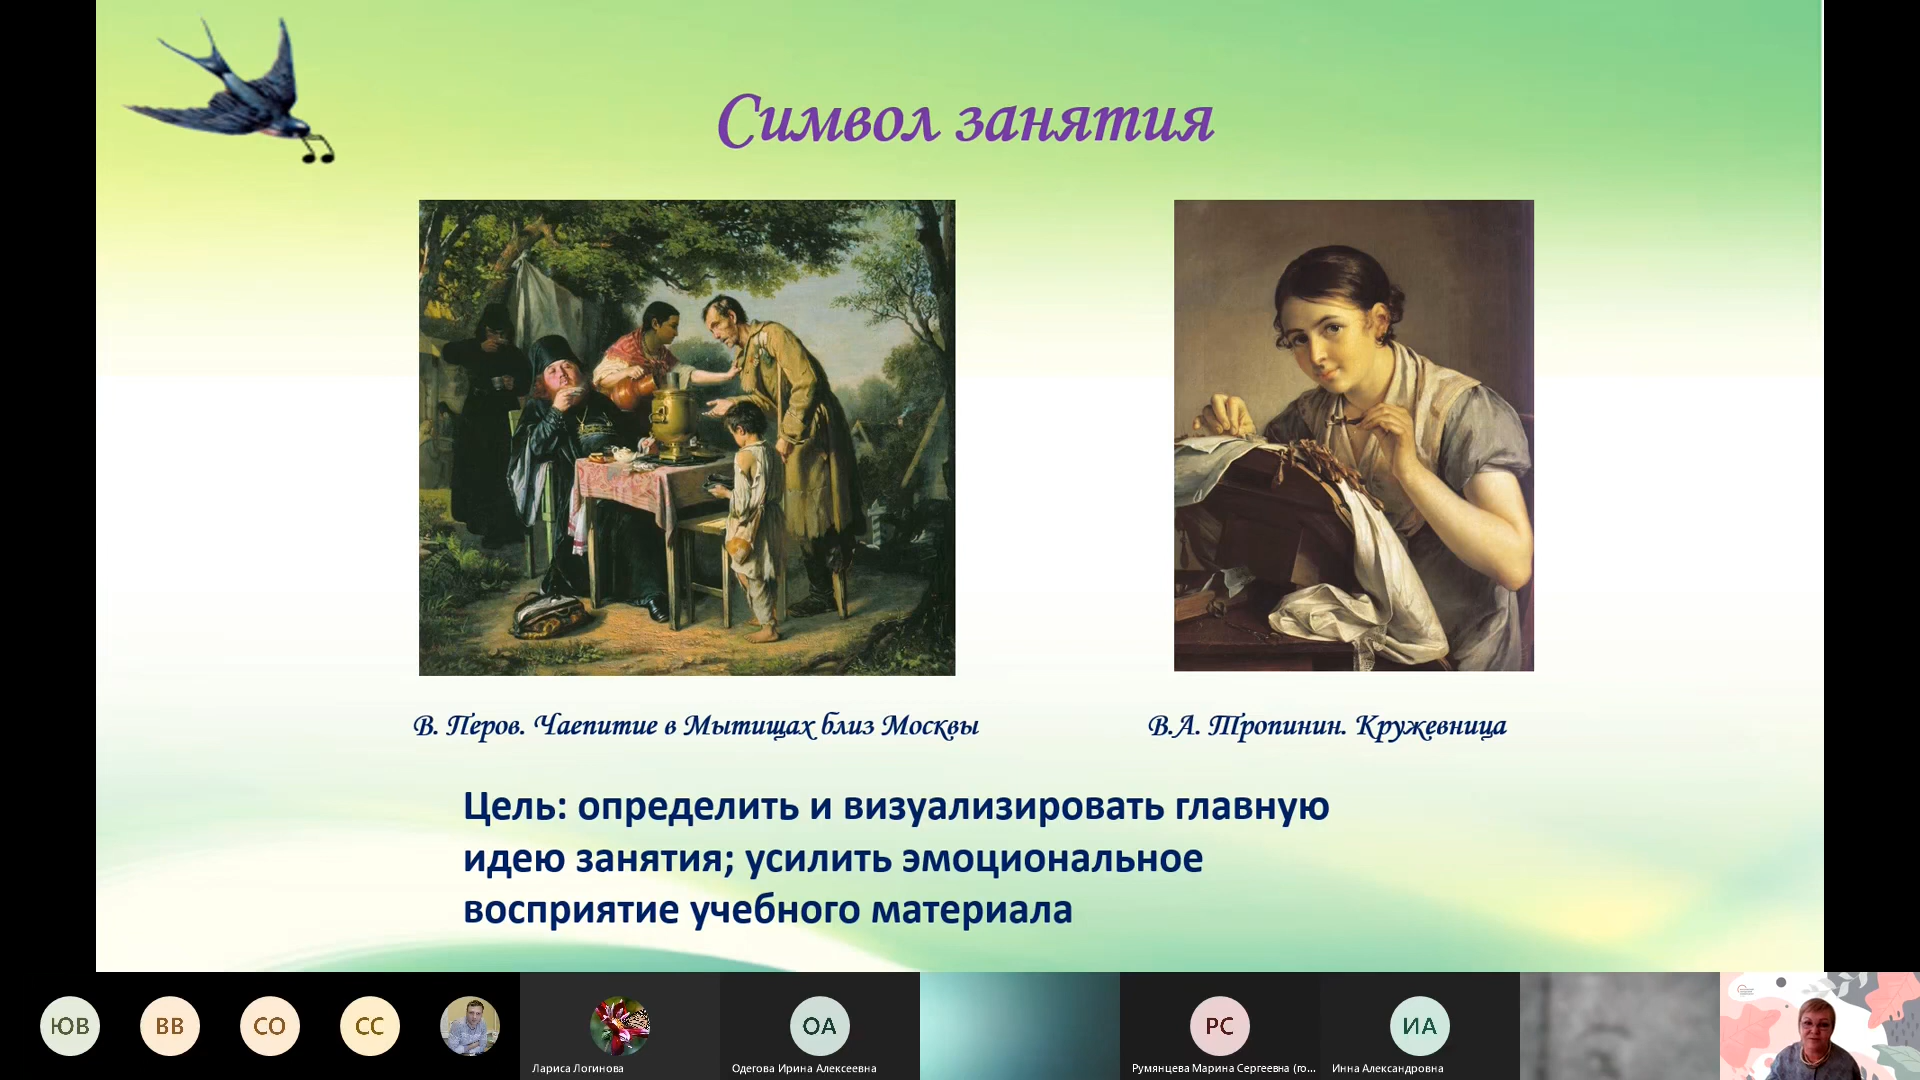 Символ занятия
В. Перов. Чаепитие в Мытищах близ Москвы
В.А. Тропинин. Кружевница
Цель: определить и визуализировать главную
идею занятия; усилить эмоциональное
восприятие учебного материала
ЮВ
ВВ
СО
СС
Лариса Логинова
ОА
Одегова Ирина Алексеевна
РС
Румянцева Марина Сергеевна (го...
ИА
Инна Александровна